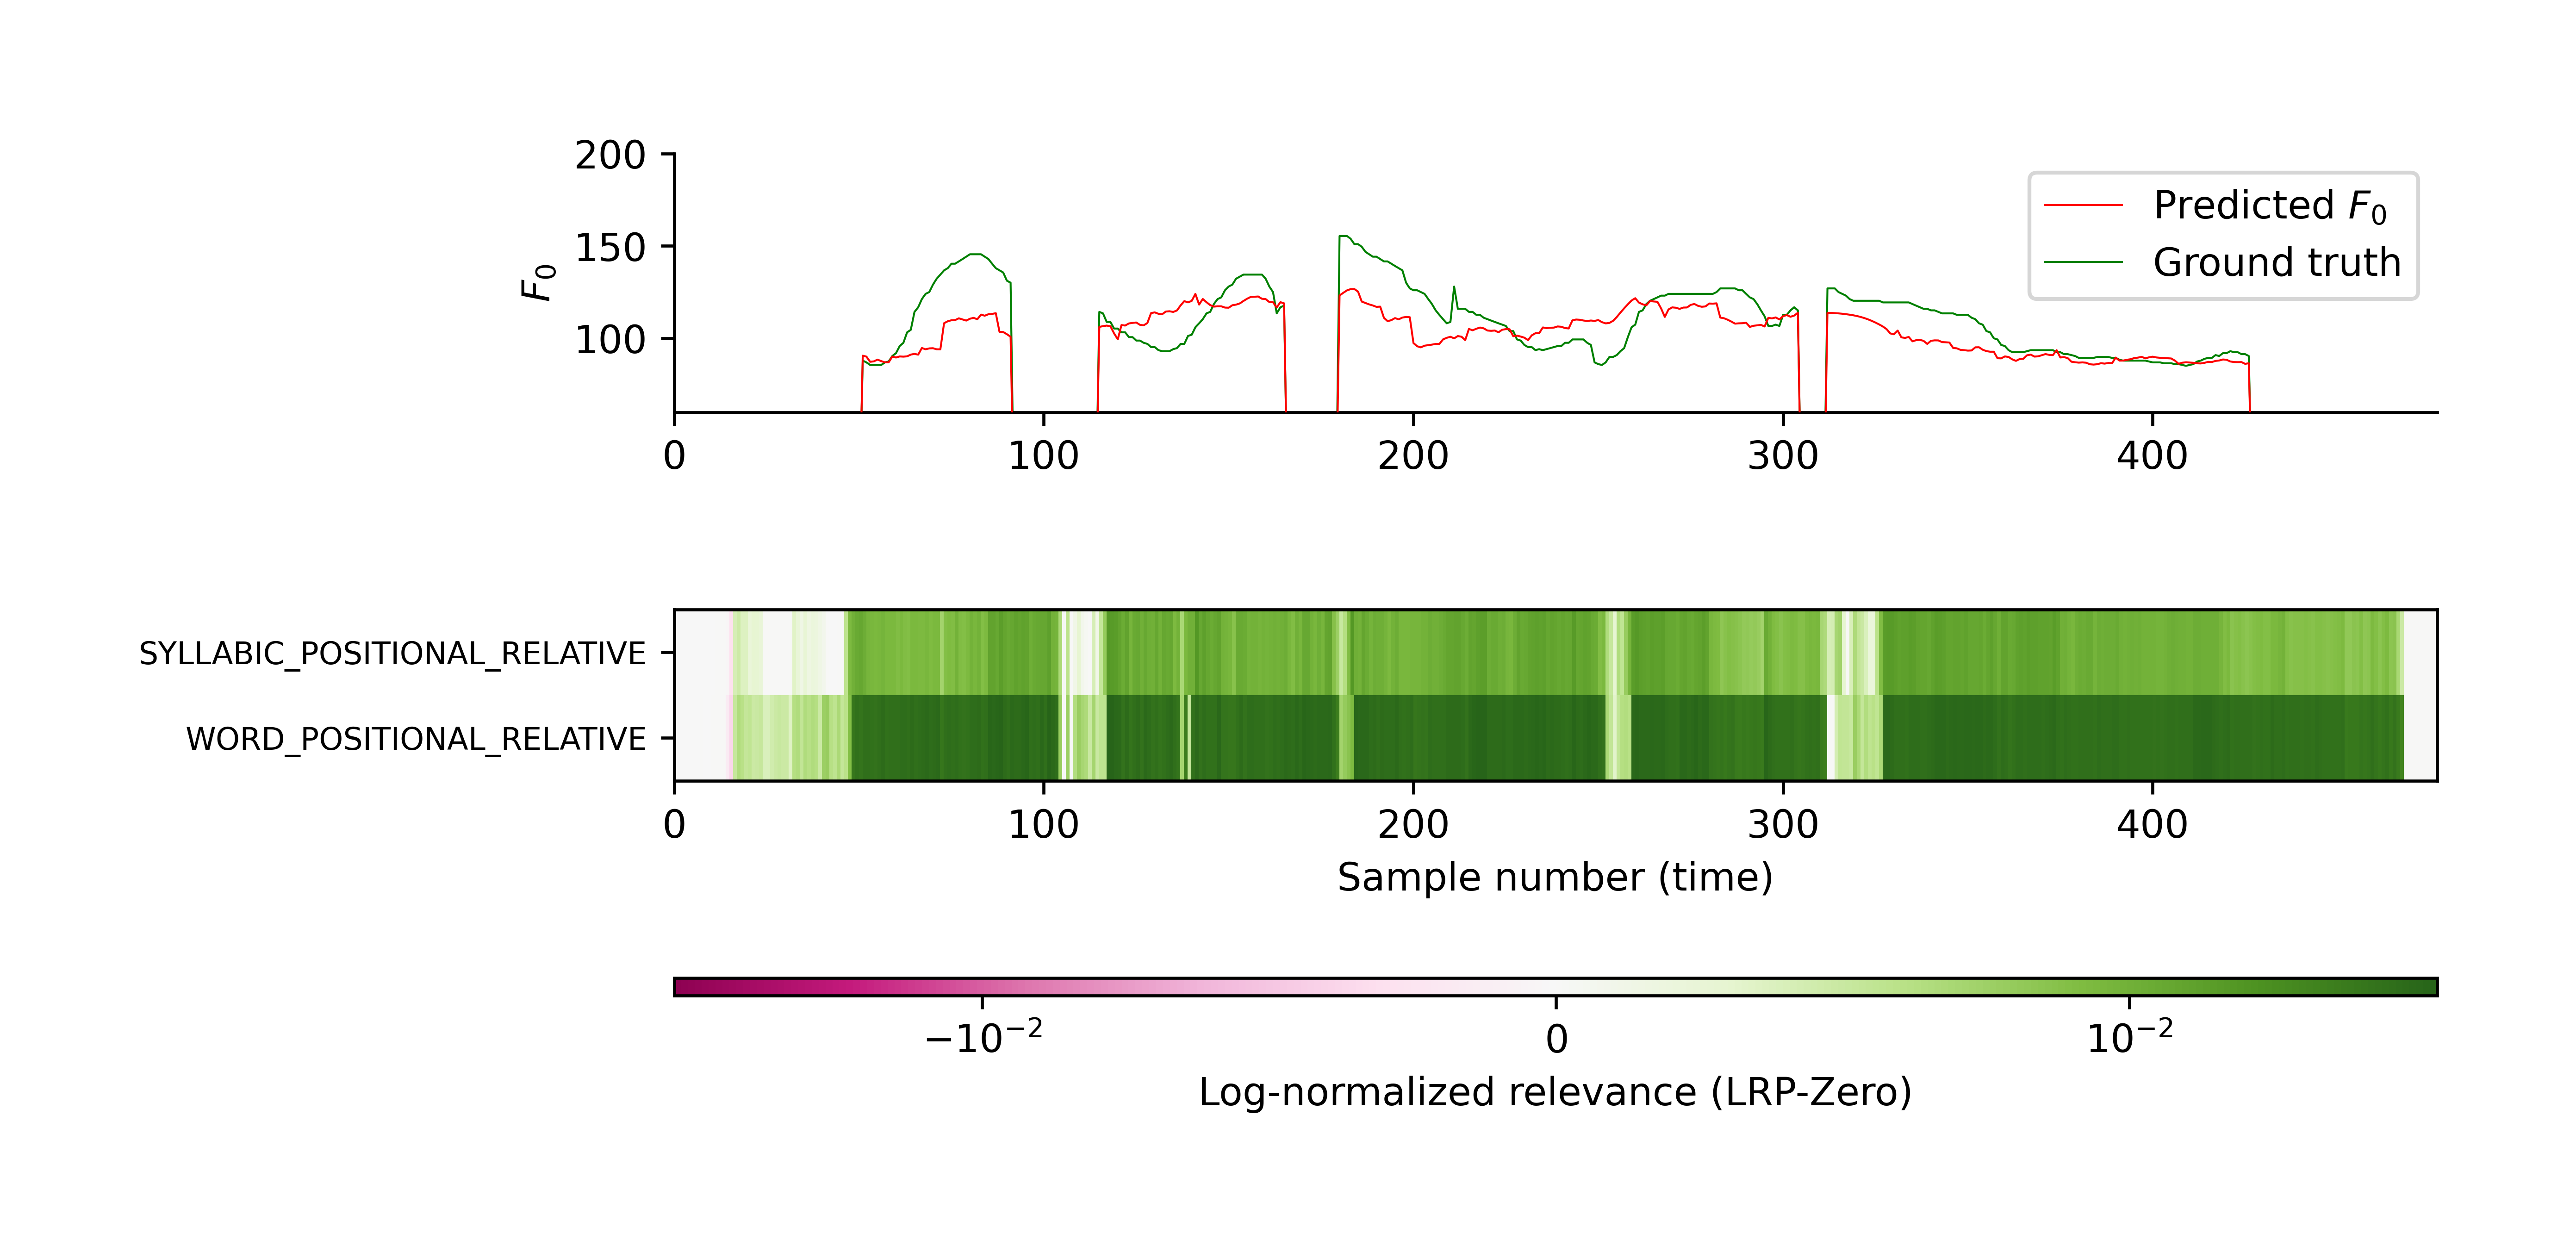 200
150
100
F₀
Predicted F₀
Ground truth
0 100 200 300 400
SYLLABIC_POSITIONAL_RELATIVE
WORD_POSITIONAL_RELATIVE
0 100 200 300 400
Sample number (time)
−10⁻² 0 10⁻²
Log-normalized relevance (LRP-Zero)